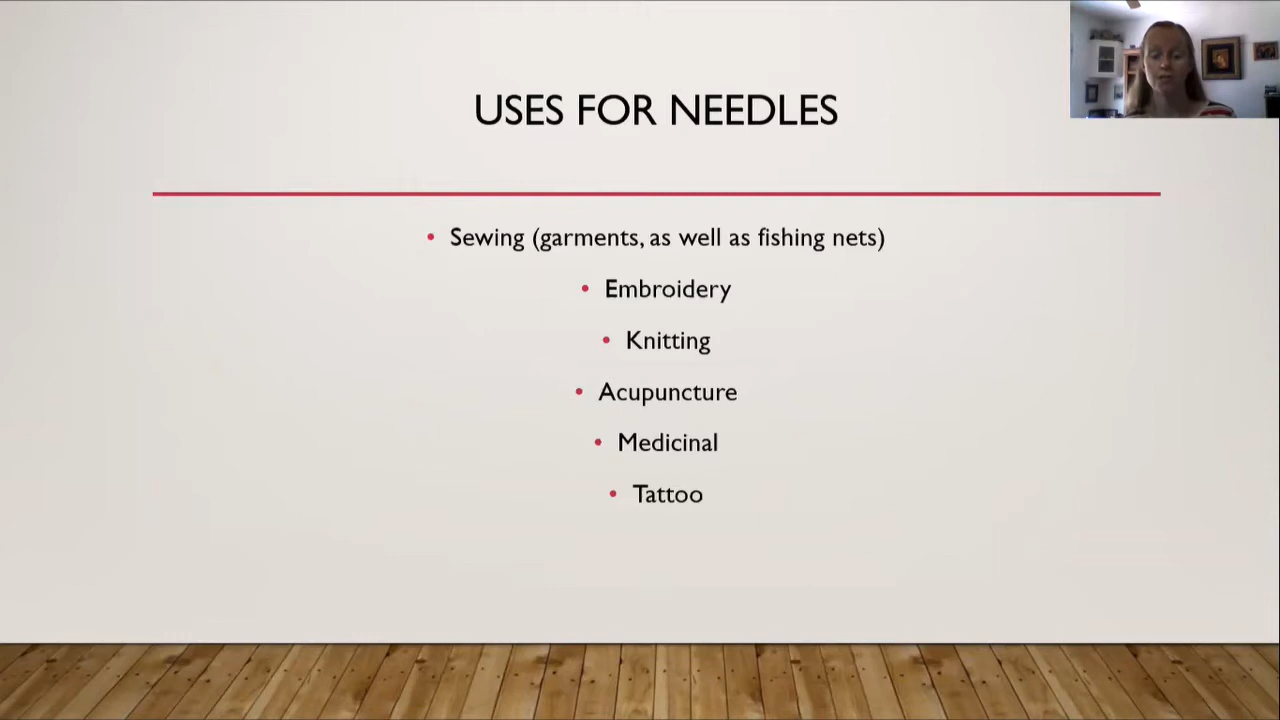 USES FOR NEEDLES
• Sewing (garments, as well as fishing nets)
• Embroidery
• Knitting
• Acupuncture
• Medicinal
• Tattoo